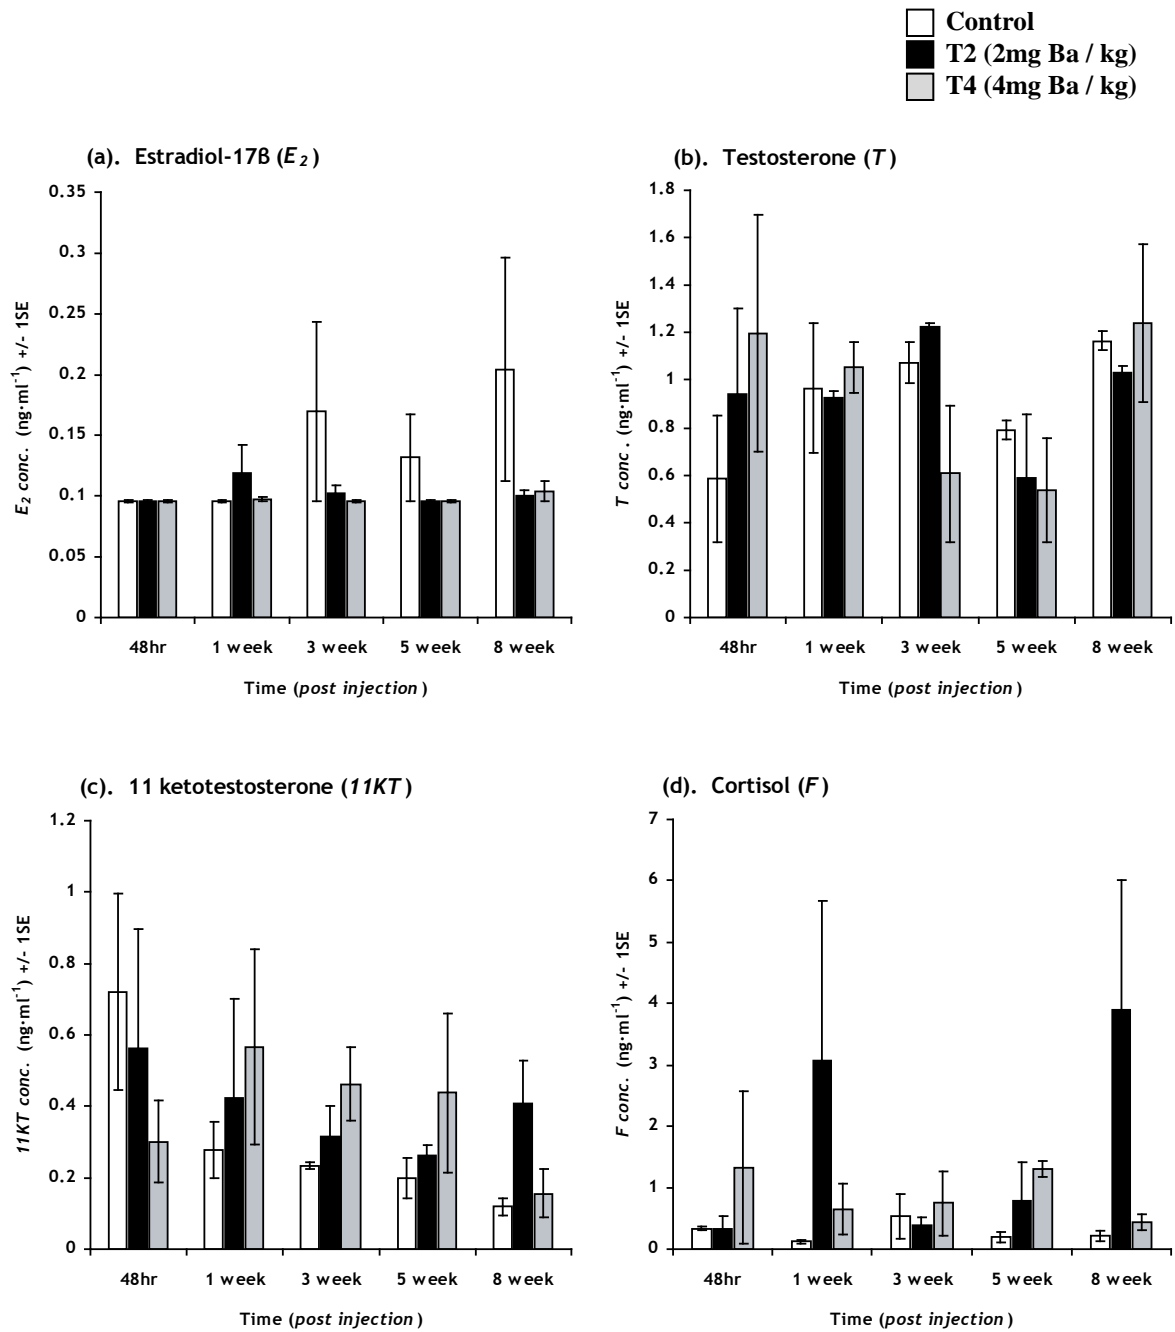 Control
T2 (2mg Ba / kg)
T4 (4mg Ba / kg)
(a). Estradiol-17ß (E₂)
0.35
0.3
0.25
0.2
0.15
0.1
0.05
0
E₂ conc. (ng·ml⁻¹) +/- 1SE
48hr 1 week 3 week 5 week 8 week
Time (post injection)
(b). Testosterone (T)
1.8
1.6
1.4
1.2
1
0.8
0.6
0.4
0.2
0
T conc. (ng·ml⁻¹) +/- 1SE
48hr 1 week 3 week 5 week 8 week
Time (post injection)
(c). 11 ketotestosterone (11KT)
1.2
1
0.8
0.6
0.4
0.2
0
11KT conc. (ng·ml⁻¹) +/- 1SE
48hr 1 week 3 week 5 week 8 week
Time (post injection)
(d). Cortisol (F)
7
6
5
4
3
2
1
0
F conc. (ng·ml⁻¹) +/- 1SE
48hr 1 week 3 week 5 week 8 week
Time (post injection)